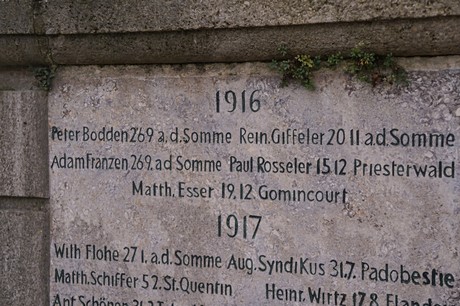 1916
Peter Bodden 26.9. a.d. Somme Rein. Giffeler 20.11. a.d. Somme
Adam Franzen 26.9. a.d. Somme Paul Rosseler 15.12. Priesterwald
Matth. Esser 19.12. Gomincourt
1917
Wilh Flohe 27.1. a.d. Somme Aug. Syndikus 31.7. Padobestie
Matth. Schiffer 5.2. St. Quentin Heinr. Wirtz 17.8.
Ant Schönen